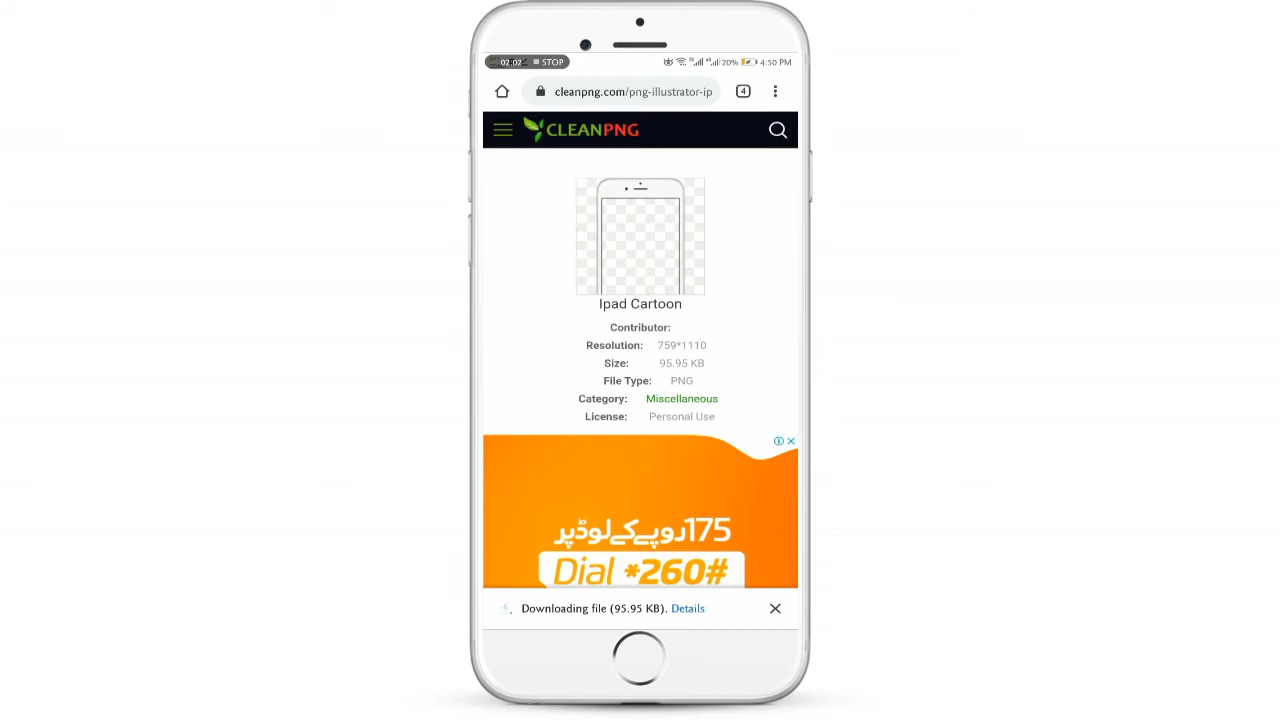 02:02 STOP
20% 4:50 PM
cleanpng.com/png-illustrator-ip
4
CLEANPNG
Ipad Cartoon
Contributor:
Resolution: 759*1110
Size: 95.95 KB
File Type: PNG
Category: Miscellaneous
License: Personal Use
175روپے کے لوڈ پر
Dial *260#
Downloading file (95.95 KB). Details